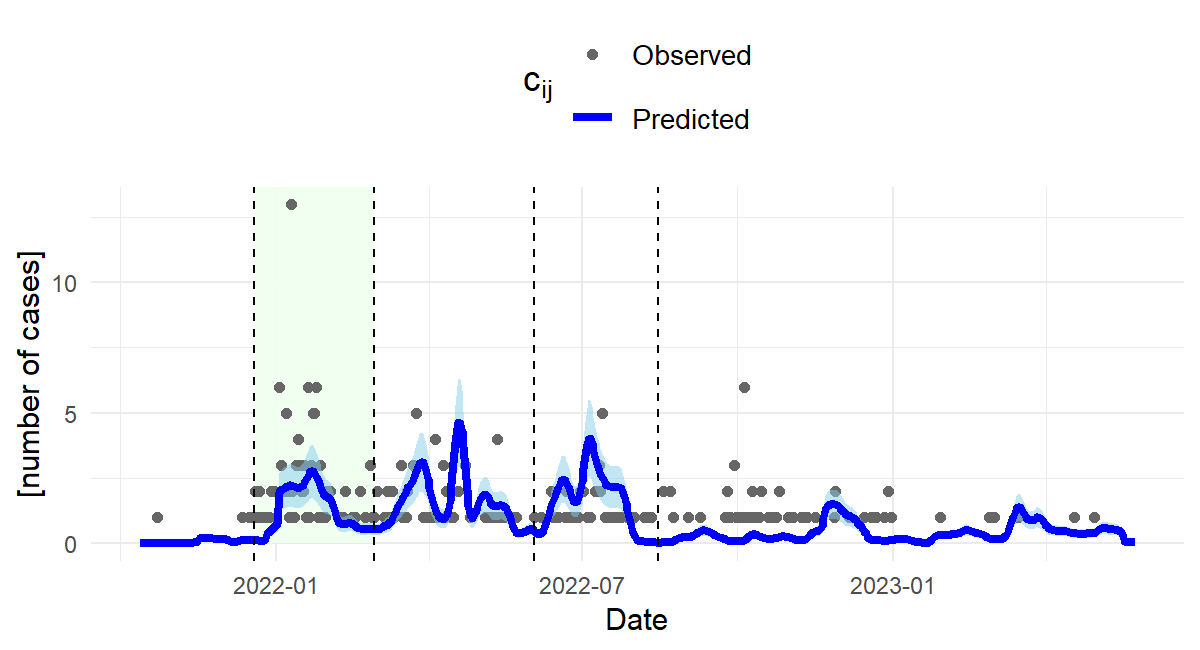 Observed
c_ij
Predicted
[number of cases]
10
5
0
2022-01
2022-07
2023-01
Date